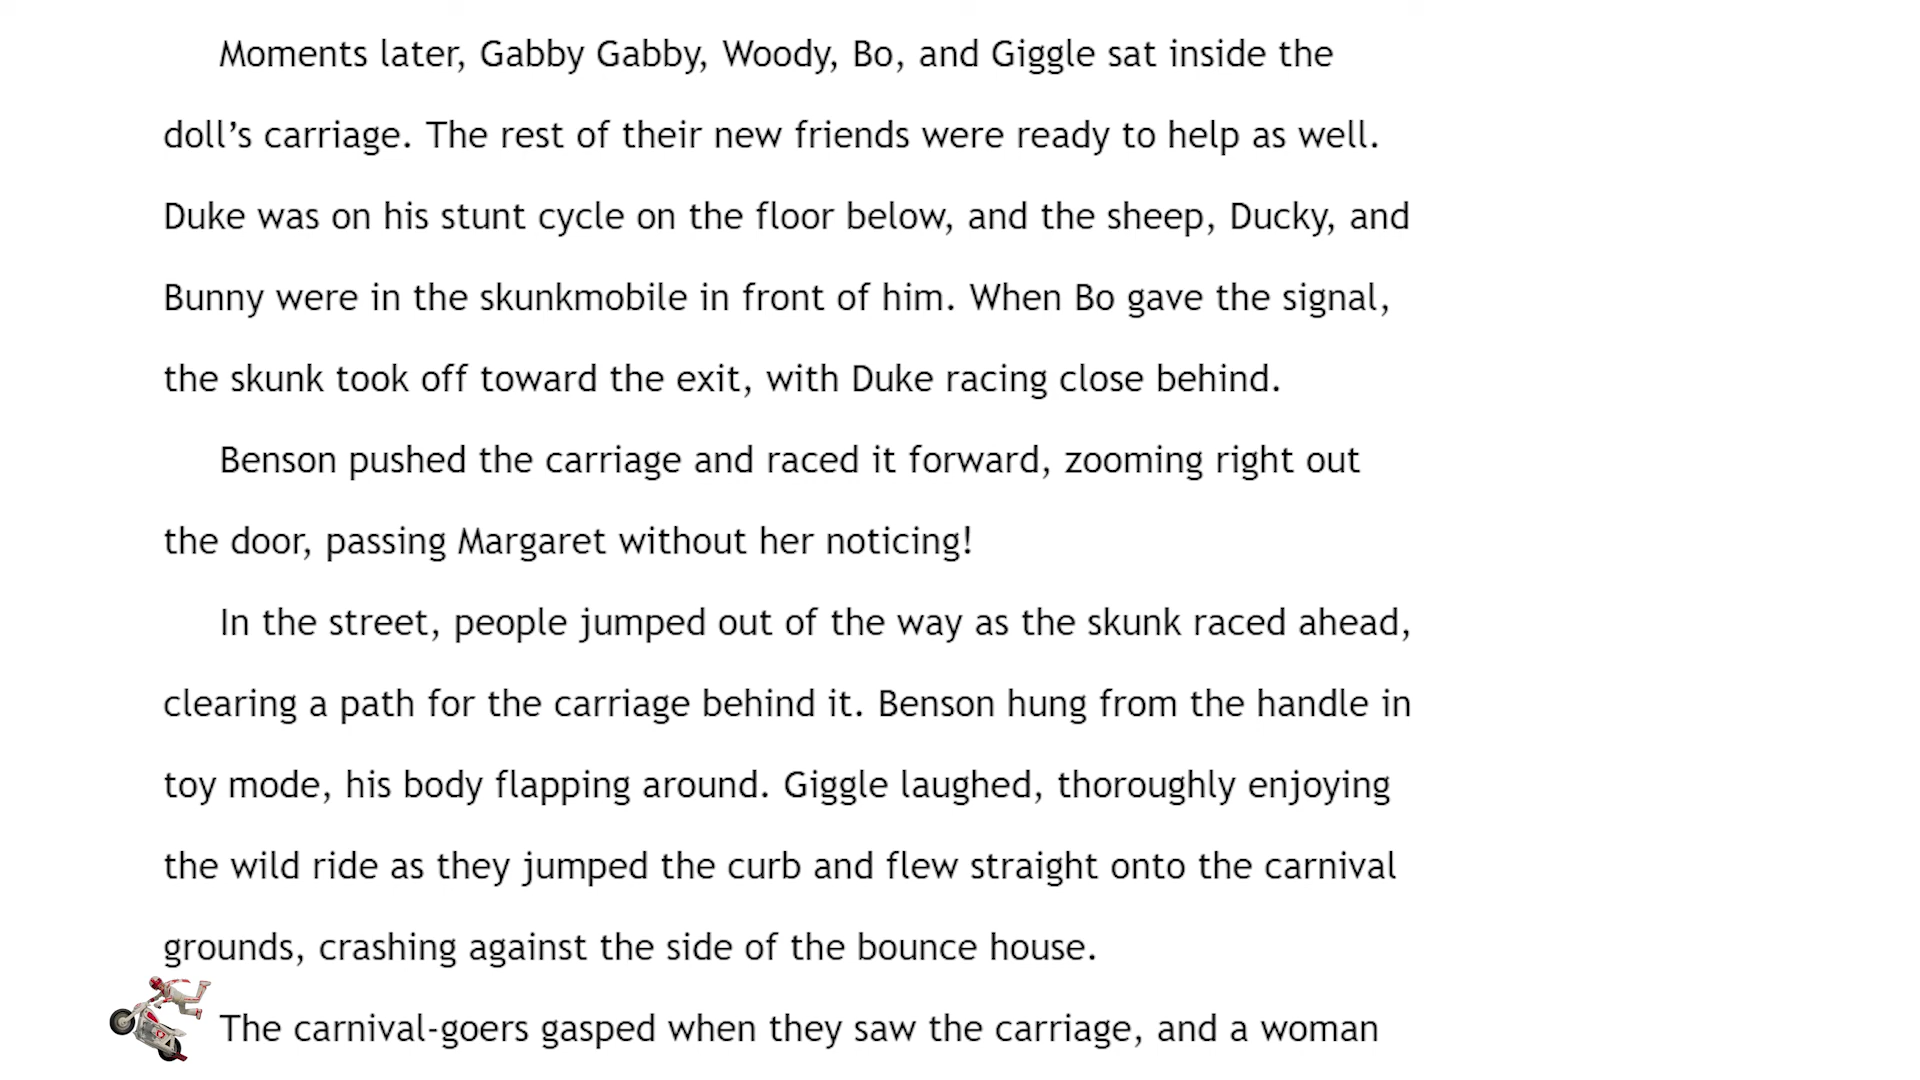 Moments later, Gabby Gabby, Woody, Bo, and Giggle sat inside the
doll’s carriage. The rest of their new friends were ready to help as well.
Duke was on his stunt cycle on the floor below, and the sheep, Ducky, and
Bunny were in the skunkmobile in front of him. When Bo gave the signal,
the skunk took off toward the exit, with Duke racing close behind.
Benson pushed the carriage and raced it forward, zooming right out
the door, passing Margaret without her noticing!
In the street, people jumped out of the way as the skunk raced ahead,
clearing a path for the carriage behind it. Benson hung from the handle in
toy mode, his body flapping around. Giggle laughed, thoroughly enjoying
the wild ride as they jumped the curb and flew straight onto the carnival
grounds, crashing against the side of the bounce house.
The carnival-goers gasped when they saw the carriage, and a woman